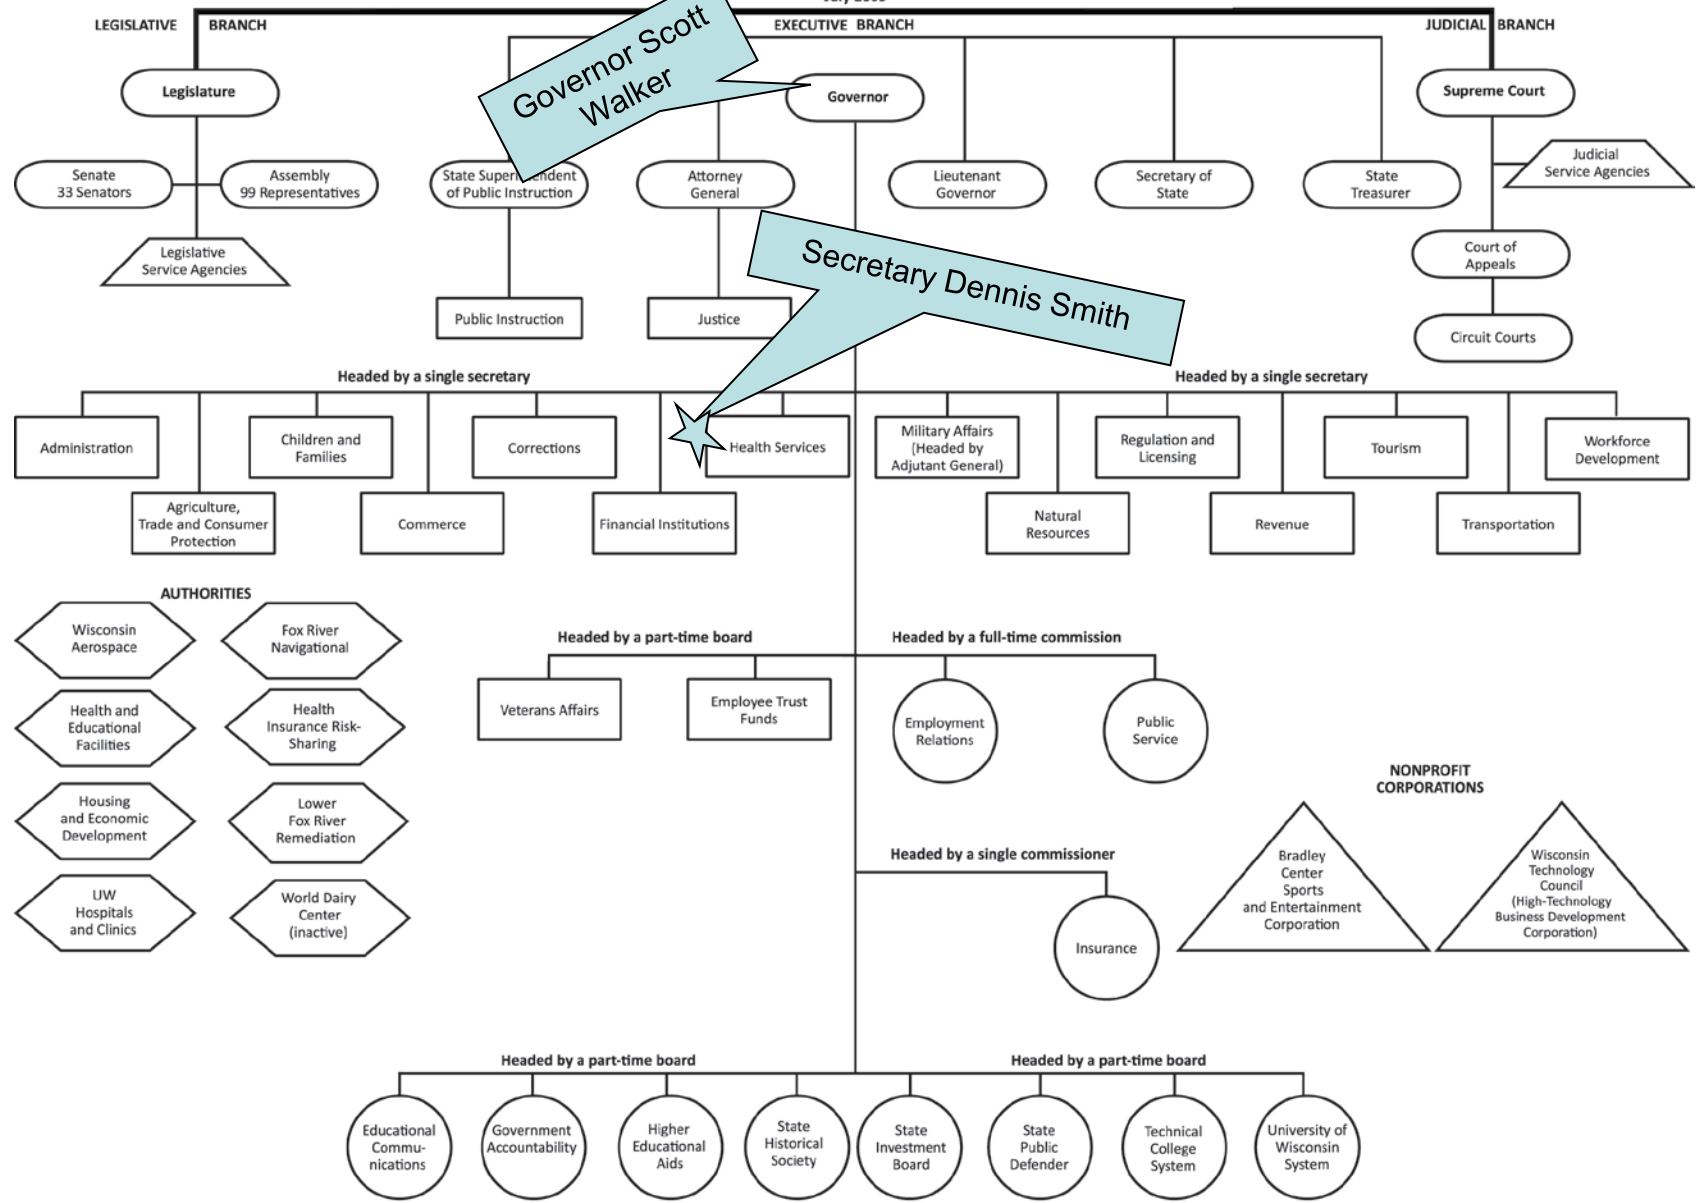 LEGISLATIVE BRANCH
EXECUTIVE BRANCH
JUDICIAL BRANCH
Governor Scott
Walker
Legislature
Governor
Supreme Court
Senate
33 Senators
Assembly
99 Representatives
State Superintendent
of Public Instruction
Attorney
General
Lieutenant
Governor
Secretary of
State
State
Treasurer
Judicial
Service Agencies
Legislative
Service Agencies
Secretary Dennis Smith
Court of
Appeals
Public Instruction
Justice
Circuit Courts
Headed by a single secretary
Headed by a single secretary
Administration
Children and
Families
Corrections
Health Services
Military Affairs
(Headed by
Adjutant General)
Regulation and
Licensing
Tourism
Workforce
Development
Agriculture,
Trade and Consumer
Protection
Commerce
Financial Institutions
Natural
Resources
Revenue
Transportation
AUTHORITIES
Wisconsin
Aerospace
Fox River
Navigational
Health and
Educational
Facilities
Health
Insurance Risk-
Sharing
Housing
and Economic
Development
Lower
Fox River
Remediation
UW
Hospitals
and Clinics
World Dairy
Center
(inactive)
Headed by a part-time board
Headed by a full-time commission
Veterans Affairs
Employee Trust
Funds
Employment
Relations
Public
Service
NONPROFIT
CORPORATIONS
Bradley
Center
Sports
and Entertainment
Corporation
Wisconsin
Technology
Council
(High-Technology
Business Development
Corporation)
Headed by a single commissioner
Insurance
Headed by a part-time board
Headed by a part-time board
Educational
Commu-
nications
Government
Accountability
Higher
Educational
Aids
State
Historical
Society
State
Investment
Board
State
Public
Defender
Technical
College
System
University of
Wisconsin
System